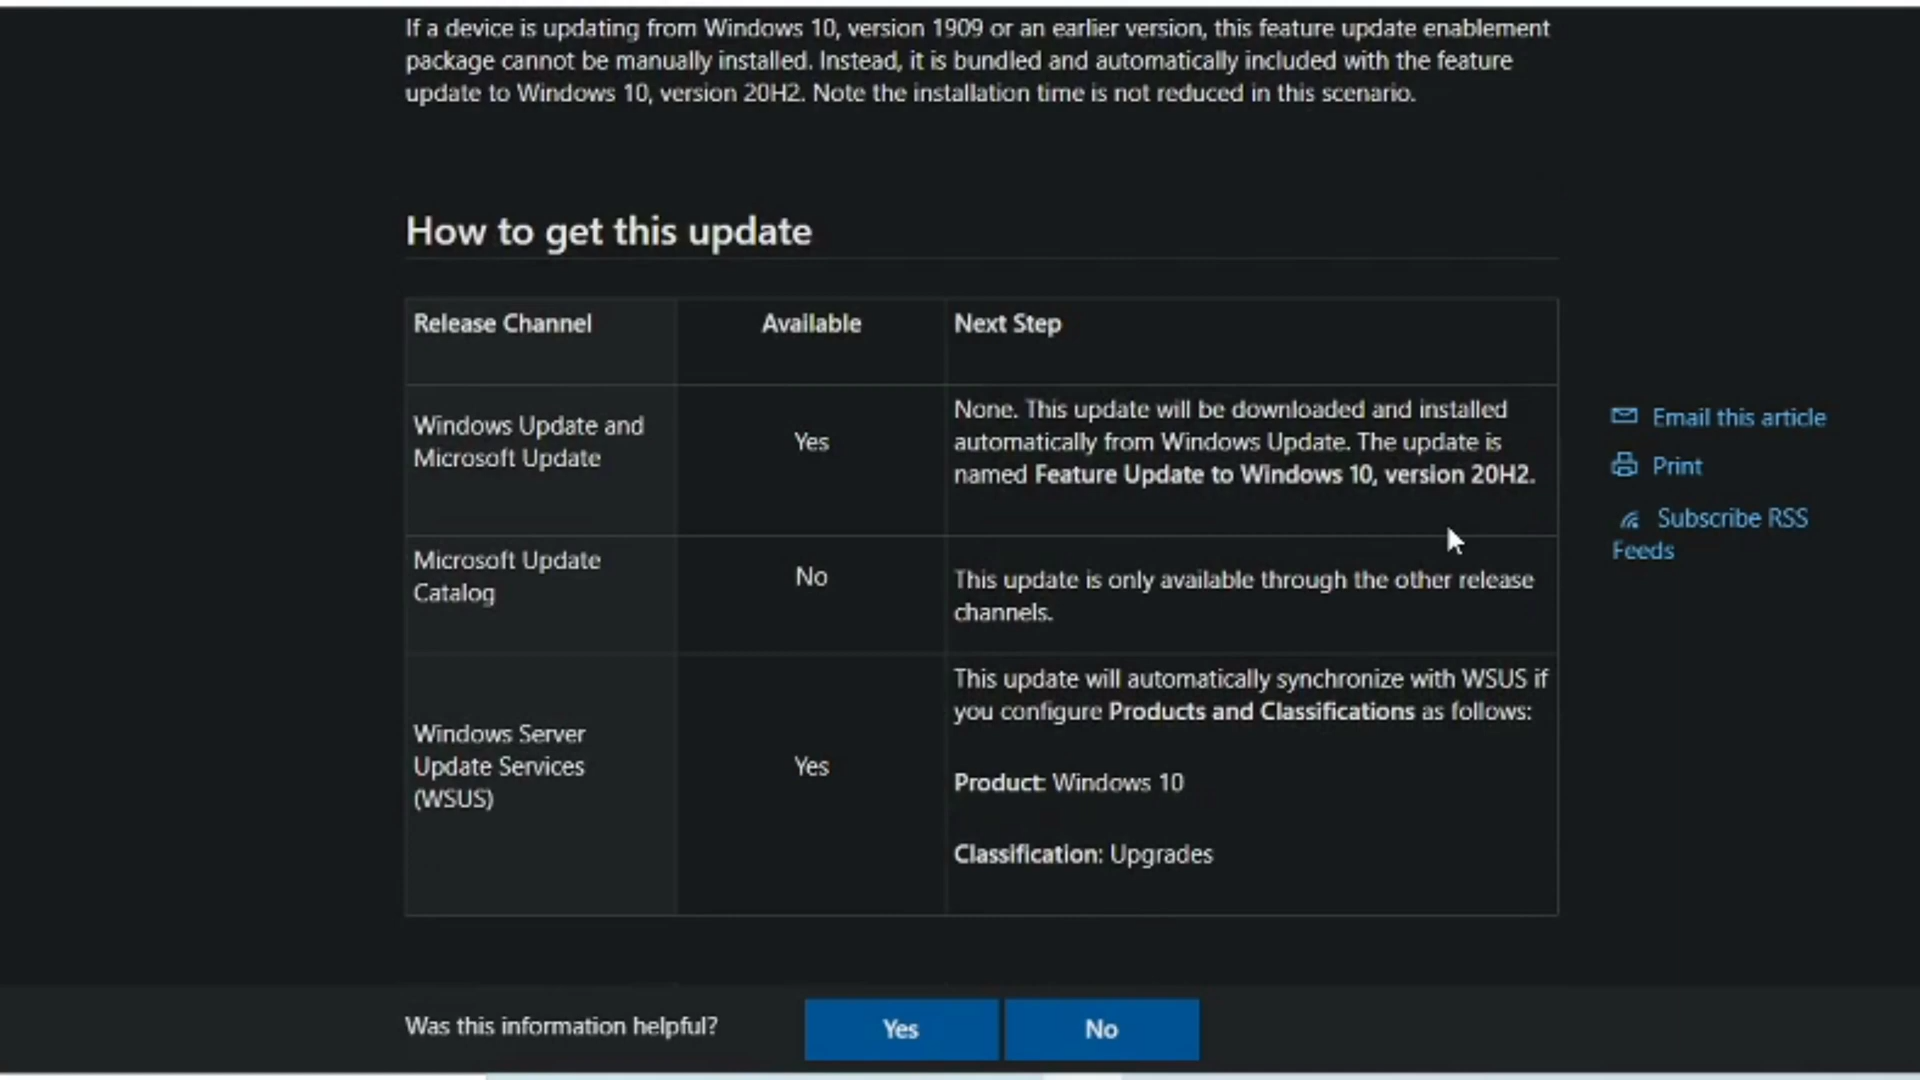 If a device is updating from Windows 10, version 1909 or an earlier version, this feature update enablement
package cannot be manually installed. Instead, it is bundled and automatically included with the feature
update to Windows 10, version 20H2. Note the installation time is not reduced in this scenario.
How to get this update
Release Channel
Available
Next Step
Windows Update and
Microsoft Update
Yes
None. This update will be downloaded and installed
automatically from Windows Update. The update is
named Feature Update to Windows 10, version 20H2.
Microsoft Update
Catalog
No
This update is only available through the other release
channels.
Windows Server
Update Services
(WSUS)
Yes
This update will automatically synchronize with WSUS if
you configure Products and Classifications as follows:
Product: Windows 10
Classification: Upgrades
Email this article
Print
Subscribe RSS
Feeds
Was this information helpful?
Yes
No